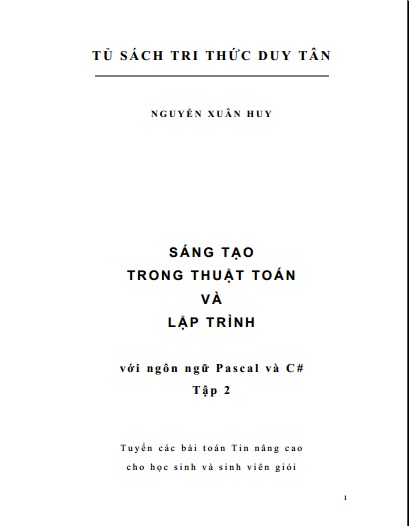 TỦ SÁCH TRI THỨC DUY TÂN
NGUYỄN XUÂN HUY
SÁNG TẠO
TRONG THUẬT TOÁN
VÀ
LẬP TRÌNH
với ngôn ngữ Pascal và C#
Tập 2
Tuyển các bài toán Tin nâng cao
cho học sinh và sinh viên giỏi
1